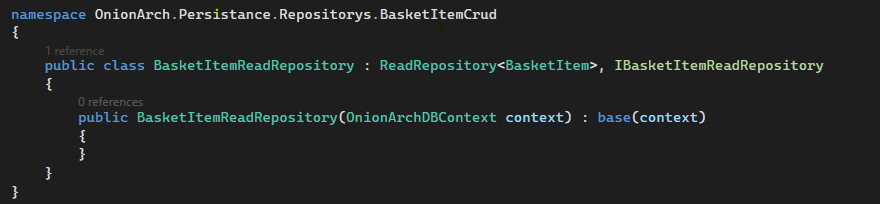 namespace OnionArch.Persistance.Repositorys.BasketItemCrud
{
1 reference
public class BasketItemReadRepository : ReadRepository<BasketItem>, IBasketItemReadRepository
{
0 references
public BasketItemReadRepository(OnionArchDBContext context) : base(context)
{
}
}
}